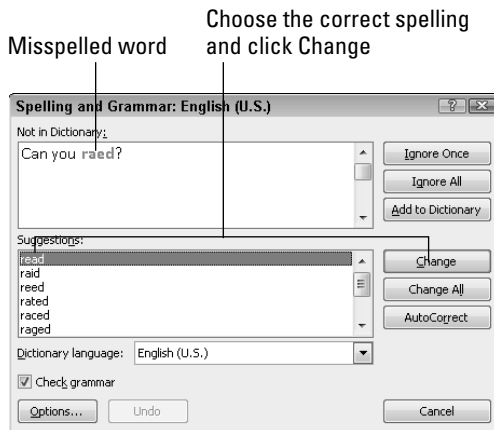 Choose the correct spelling
Misspelled word and click Change
Spelling and Grammar: English (U.S.)
Not in Dictionary:
Can you raed?
Ignore Once
Ignore All
Add to Dictionary
Suggestions:
read
raid
reed
rated
raced
raged
Change
Change All
AutoCorrect
Dictionary language: English (U.S.)
Check grammar
Options... Undo Cancel